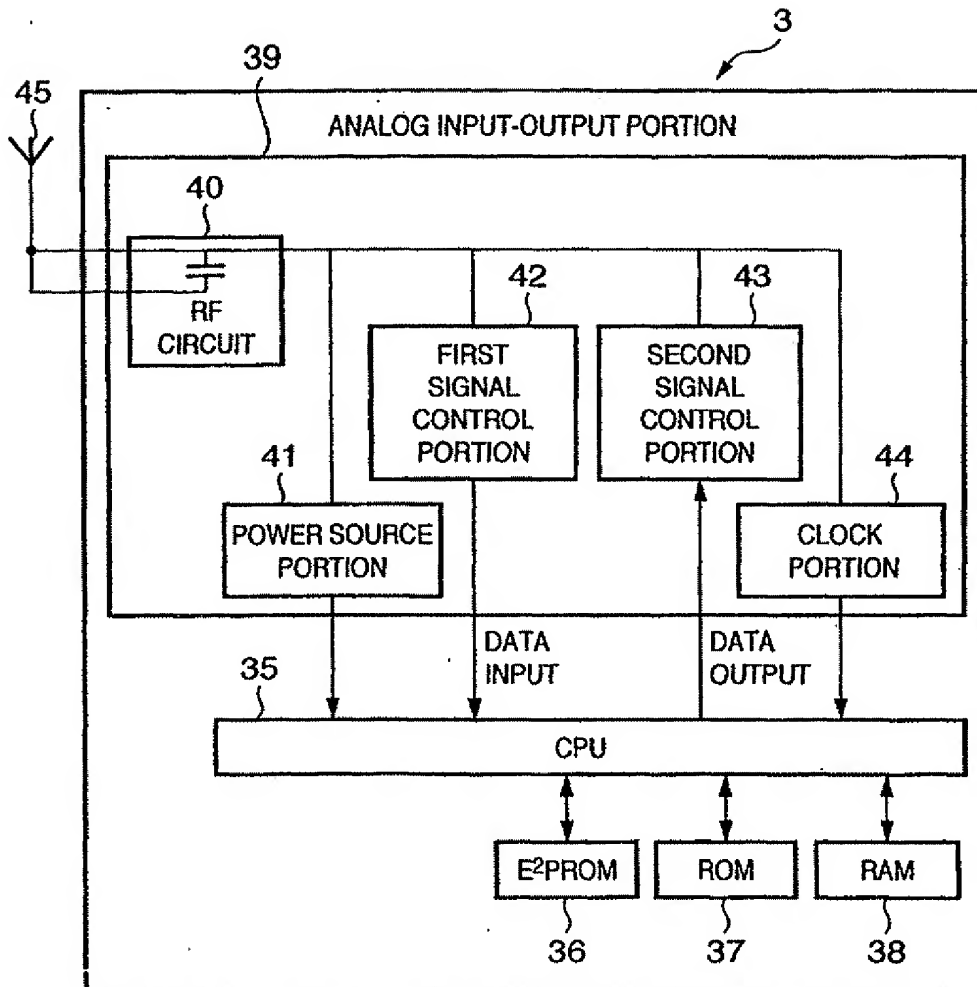 3
39
45
ANALOG INPUT-OUTPUT PORTION
40
RF
CIRCUIT
42
FIRST
SIGNAL
CONTROL
PORTION
43
SECOND
SIGNAL
CONTROL
PORTION
41
POWER SOURCE
PORTION
44
CLOCK
PORTION
DATA
INPUT
DATA
OUTPUT
35
CPU
E²PROM
ROM
RAM
36
37
38